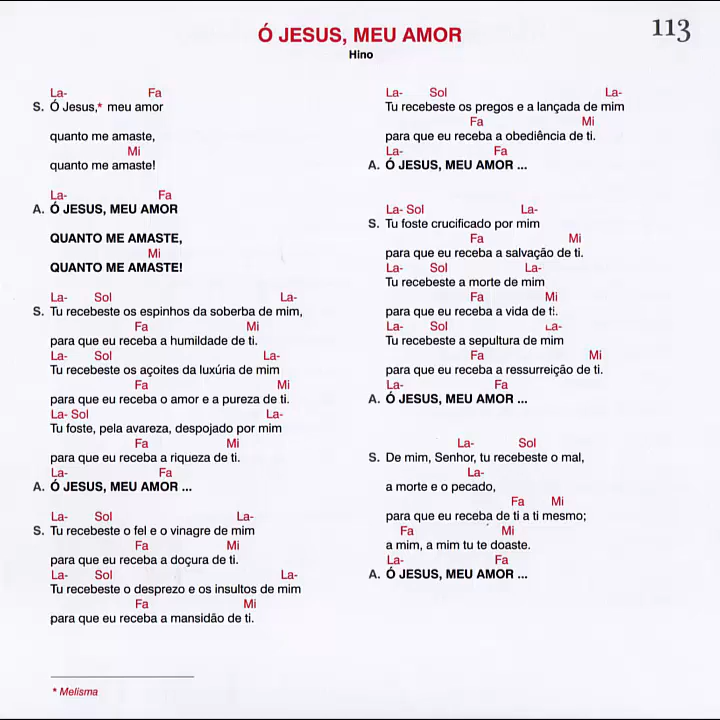 Ó JESUS, MEU AMOR
113
Hino
La- Fa
S. Ó Jesus,* meu amor
quanto me amaste,
Mi
quanto me amaste!
La- Fa
A. Ó JESUS, MEU AMOR
QUANTO ME AMASTE,
Mi
QUANTO ME AMASTE!
La- Sol La-
S. Tu recebeste os espinhos da soberba de mim,
Fa Mi
para que eu receba a humildade de ti.
La- Sol La-
Tu recebeste os açoites da luxúria de mim
Fa Mi
para que eu receba o amor e a pureza de ti.
La- Sol La-
Tu foste, pela avareza, despojado por mim
Fa Mi
para que eu receba a riqueza de ti.
La- Fa
A. Ó JESUS, MEU AMOR ...
La- Sol La-
S. Tu recebeste o fel e o vinagre de mim
Fa Mi
para que eu receba a doçura de ti.
La- Sol La-
Tu recebeste o desprezo e os insultos de mim
Fa Mi
para que eu receba a mansidão de ti.
La- Sol La-
Tu recebeste os pregos e a lançada de mim
Fa Mi
para que eu receba a obediência de ti.
La- Fa
A. Ó JESUS, MEU AMOR ...
La- Sol La-
S. Tu foste crucificado por mim
Fa Mi
para que eu receba a salvação de ti.
La- Sol La-
Tu recebeste a morte de mim
Fa Mi
para que eu receba a vida de ti.
La- Sol La-
Tu recebeste a sepultura de mim
Fa Mi
para que eu receba a ressurreição de ti.
La- Fa
A. Ó JESUS, MEU AMOR ...
La- Sol
S. De mim, Senhor, tu recebeste o mal,
La-
a morte e o pecado,
Fa Mi
para que eu receba de ti a ti mesmo;
Fa Mi
a mim, a mim tu te doaste.
La- Fa
A. Ó JESUS, MEU AMOR ...
* Melisma